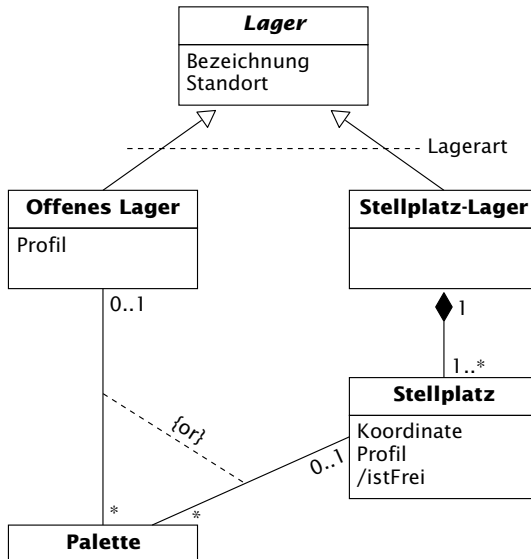 Lager
Bezeichnung
Standort
Lagerart
Offenes Lager
Profil
Stellplatz-Lager
0..1
1
1..*
Stellplatz
Koordinate
Profil
/istFrei
{or}
0..1
*
*
Palette